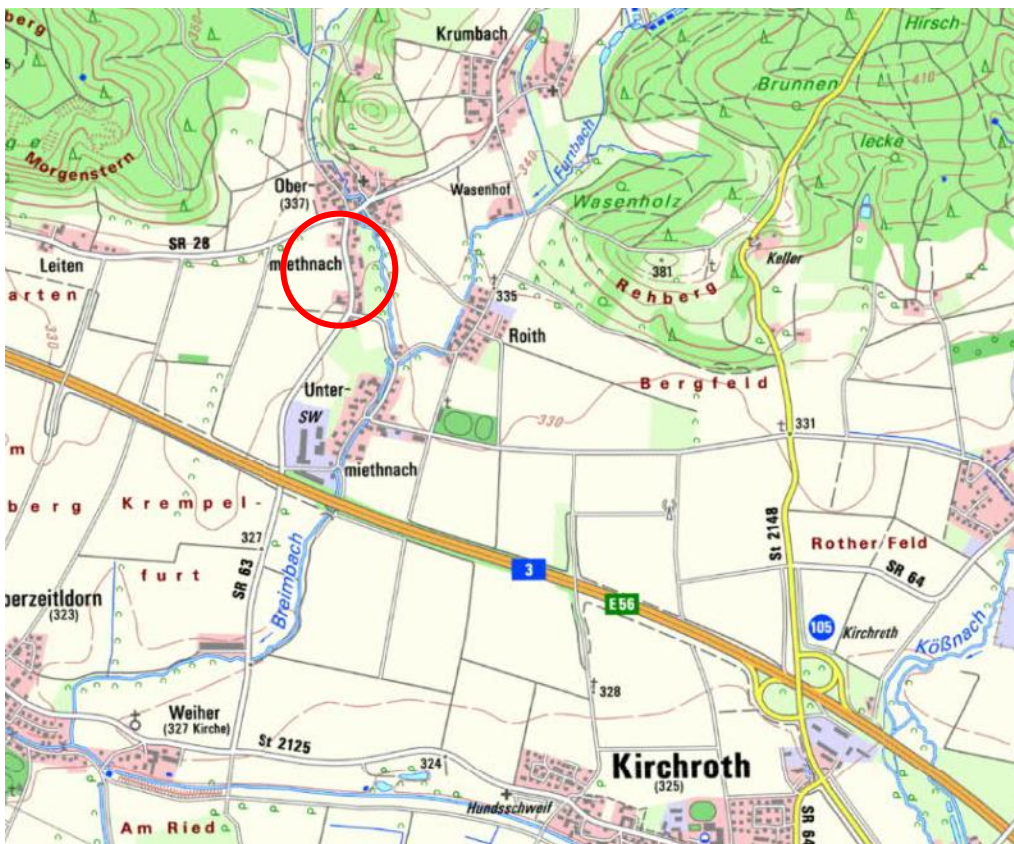 berg
350
Krumbach
Hirsch-
410
Brunnen
Morgenstern
Ober-
(337)
340
Furtbach
lecke
Wasenhof
Wasenholz
SR 28
Leiten
miethnach
381
Keller
Rehberg
arten
330
335
Roith
Bergfeld
Unter-
SW
330
331
miethnach
m
berg
Krempel-
327
furt
SR 63
Breimbach
3
E56
St 2148
Rother Feld
SR 64
berzeitldorn
(323)
105
Kirchroth
Kößnach
328
Weiher
(327 Kirche)
St 2125
324
Kirchroth
(325)
Hundsschweif
Am Ried
SR 64